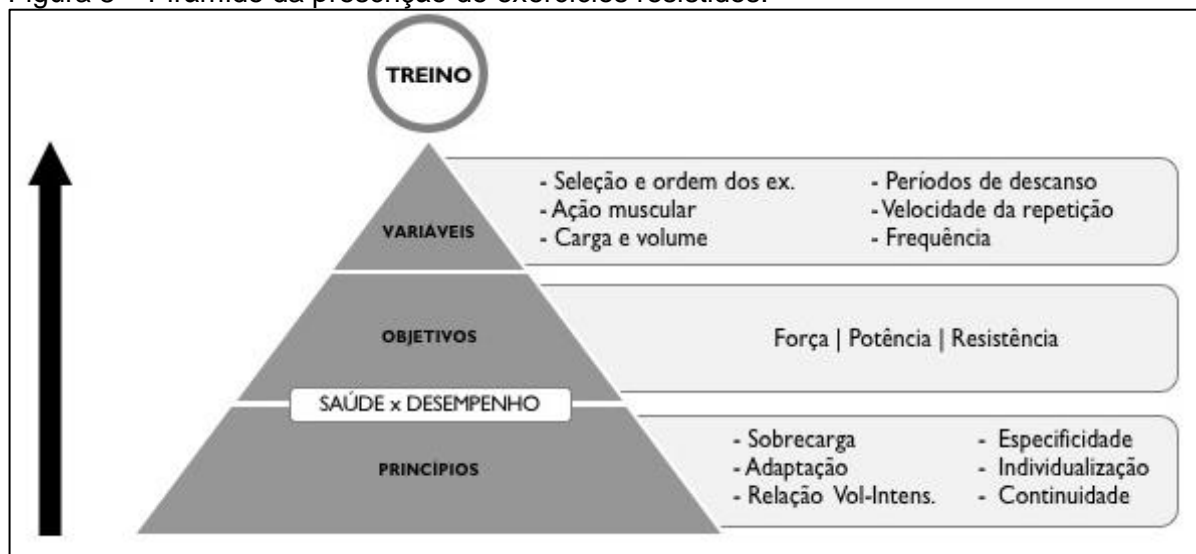 TREINO
VARIÁVEIS
- Seleção e ordem dos ex.
- Ação muscular
- Carga e volume
- Períodos de descanso
- Velocidade da repetição
- Frequência
OBJETIVOS
Força | Potência | Resistência
SAÚDE x DESEMPENHO
PRINCÍPIOS
- Sobrecarga
- Adaptação
- Relação Vol-Intens.
- Especificidade
- Individualização
- Continuidade